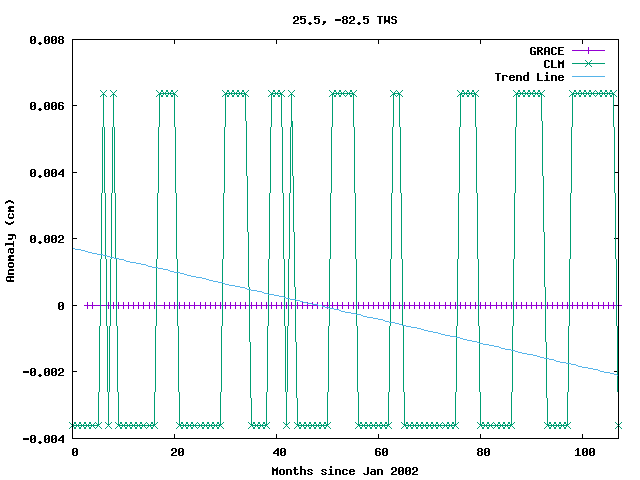 25.5, -82.5 TWS
GRACE
CLM
Trend Line
0.008
0.006
0.004
0.002
0
-0.002
-0.004
Anomaly (cm)
0 20 40 60 80 100
Months since Jan 2002